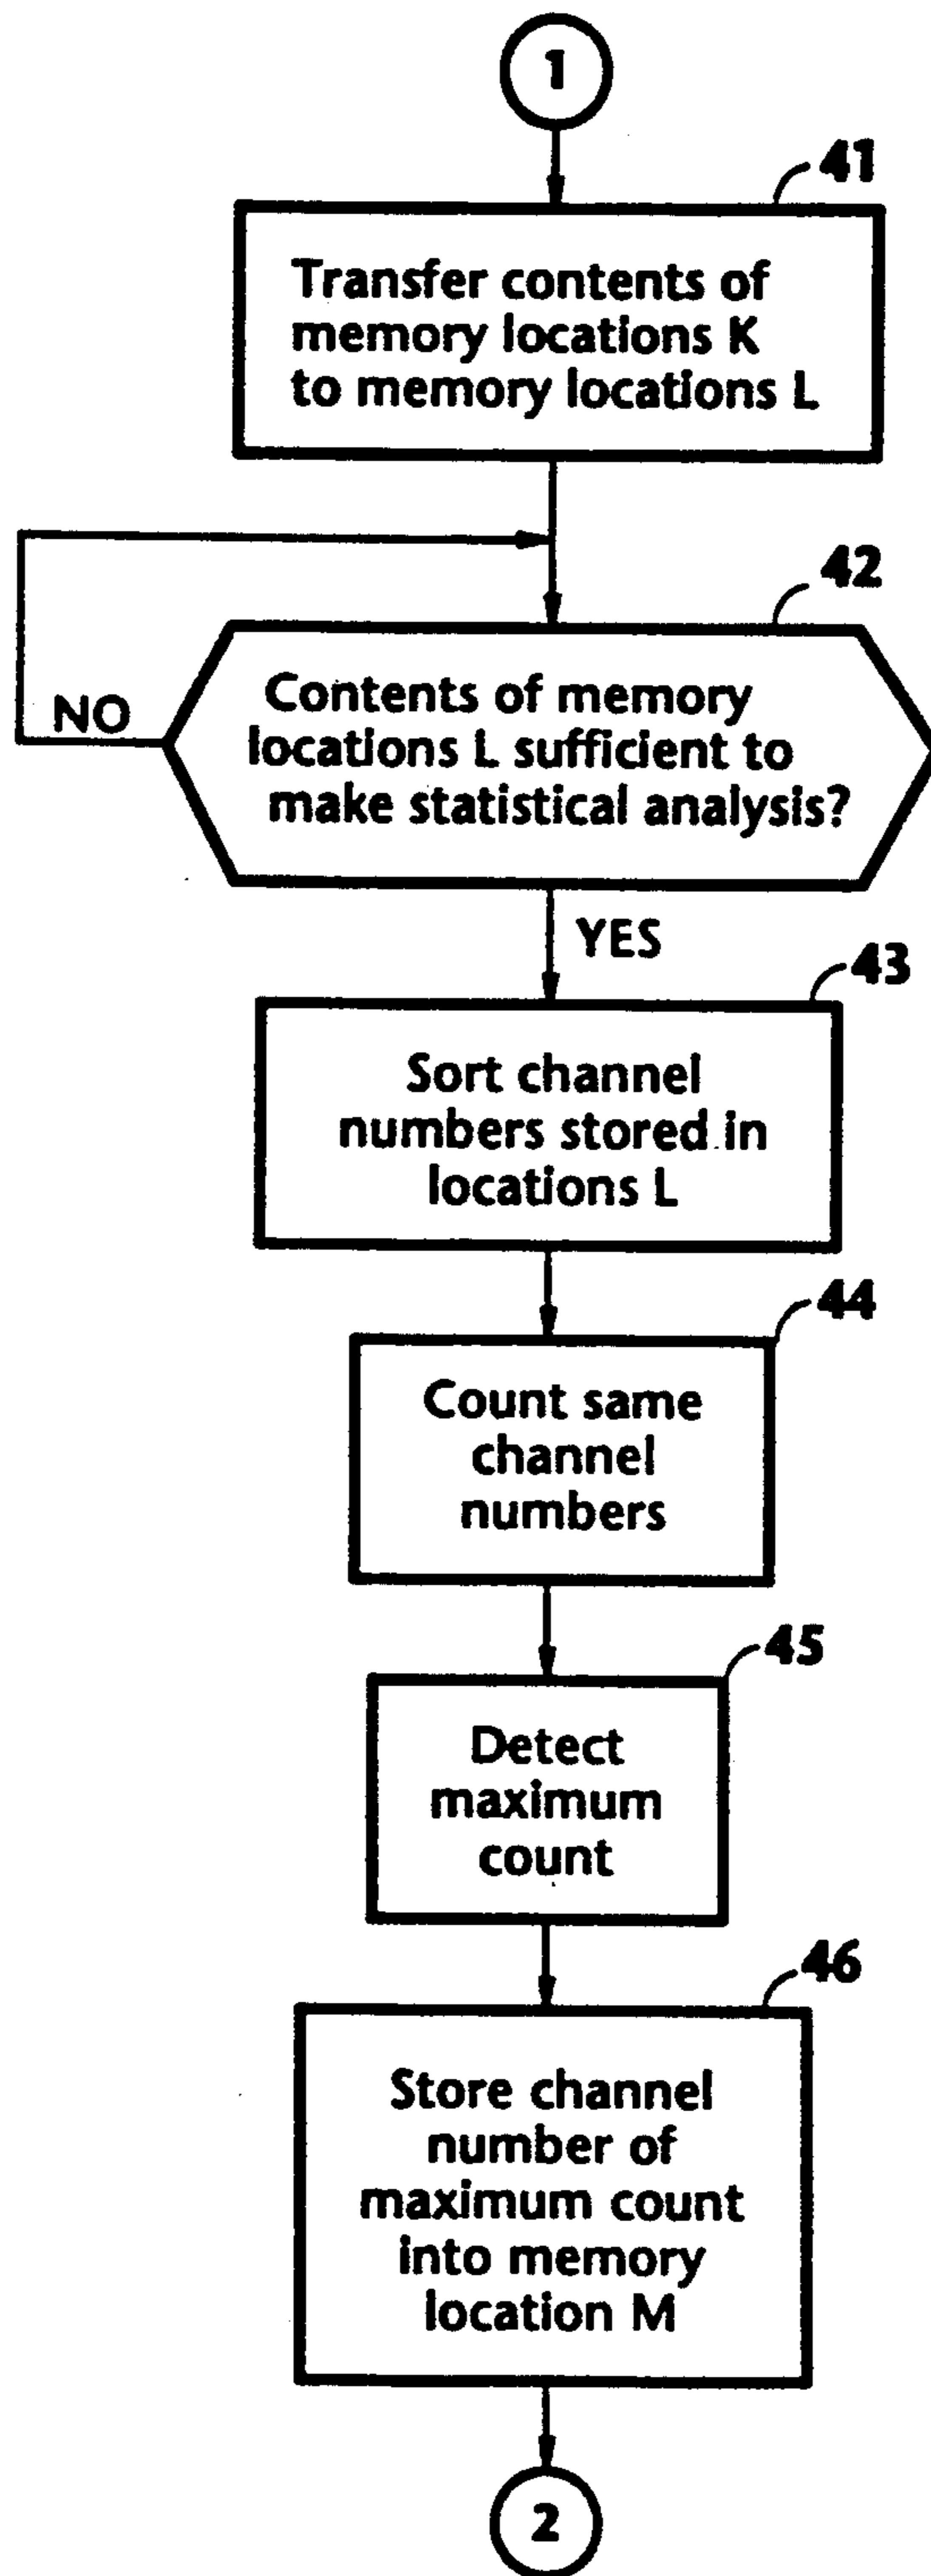 1
41
Transfer contents of
memory locations K
to memory locations L
42
Contents of memory
locations L sufficient to
make statistical analysis?
NO
YES
43
Sort channel
numbers stored in
locations L
44
Count same
channel
numbers
45
Detect
maximum
count
46
Store channel
number of
maximum count
into memory
location M
2